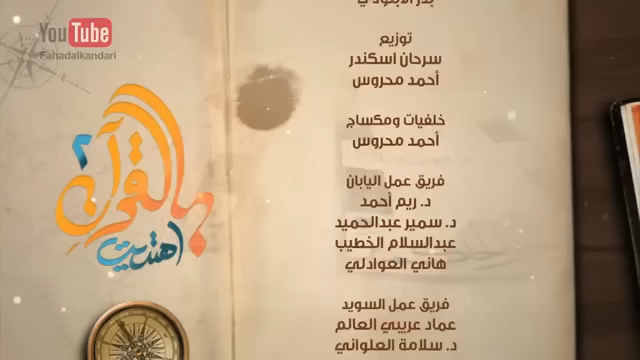 YouTube
Fahadalkandari
بالقرآن اهتديت ٢
توزيع
سرحان اسكندر
أحمد محروس
خلفيات ومكساج
أحمد محروس
فريق عمل اليابان
د. ريم أحمد
د. سمير عبدالحميد
عبدالسلام الخطيب
هاني العوادلي
فريق عمل السويد
عماد عريبي العالم
د. سلامة العلواني